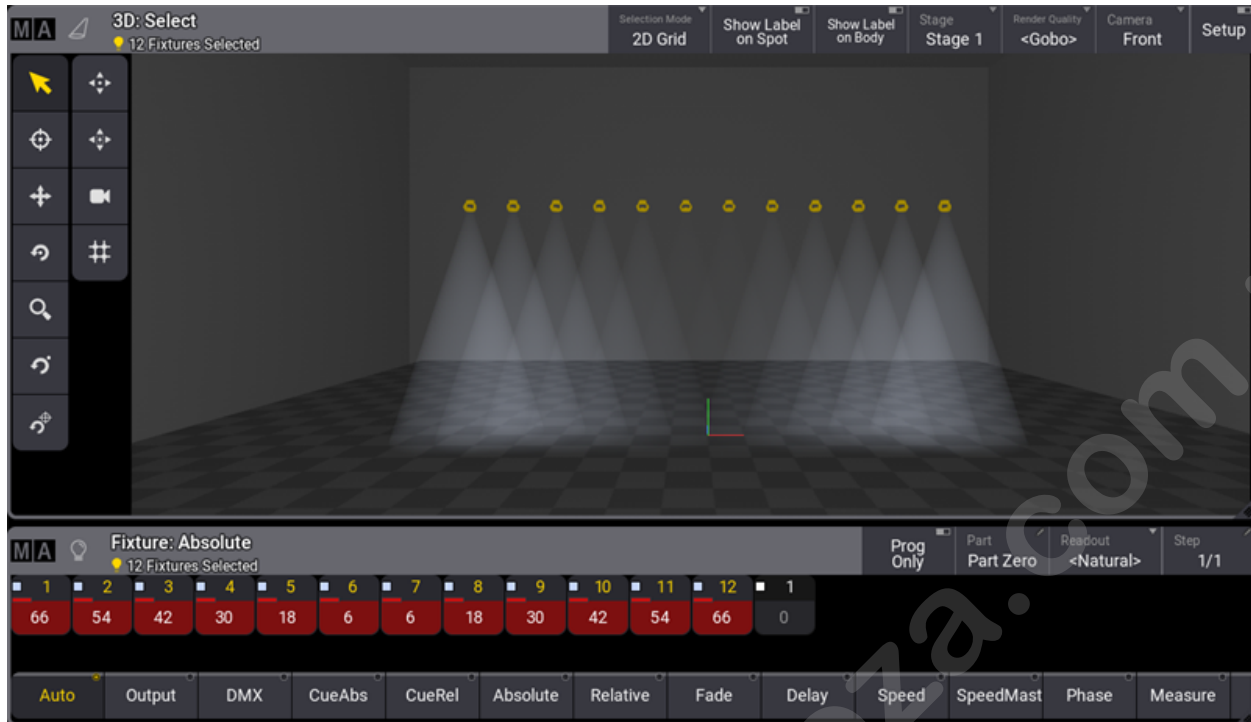 MA 3D: Select
12 Fixtures Selected
Selection Mode
2D Grid
Show Label
on Spot
Show Label
on Body
Stage
Stage 1
Render Quality
<Gobo>
Camera
Front
Setup
MA Fixture: Absolute
12 Fixtures Selected
Prog
Only
Part
Part Zero
Readout
<Natural>
Step
1/1
1 2 3 4 5 6 7 8 9 10 11 12 1
66 54 42 30 18 6 6 18 30 42 54 66 0
Auto Output DMX CueAbs CueRel Absolute Relative Fade Delay Speed SpeedMast Phase Measure
oza.com